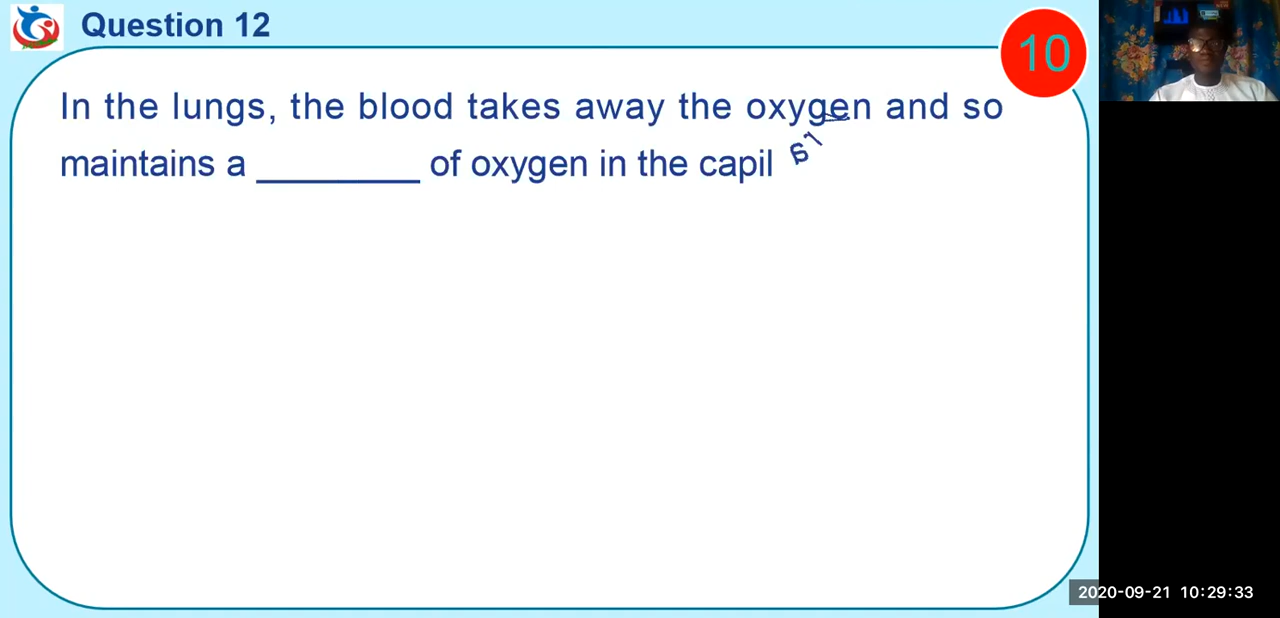 Question 12
10
In the lungs, the blood takes away the oxygen and so
maintains a ________ of oxygen in the capil
2020-09-21 10:29:33